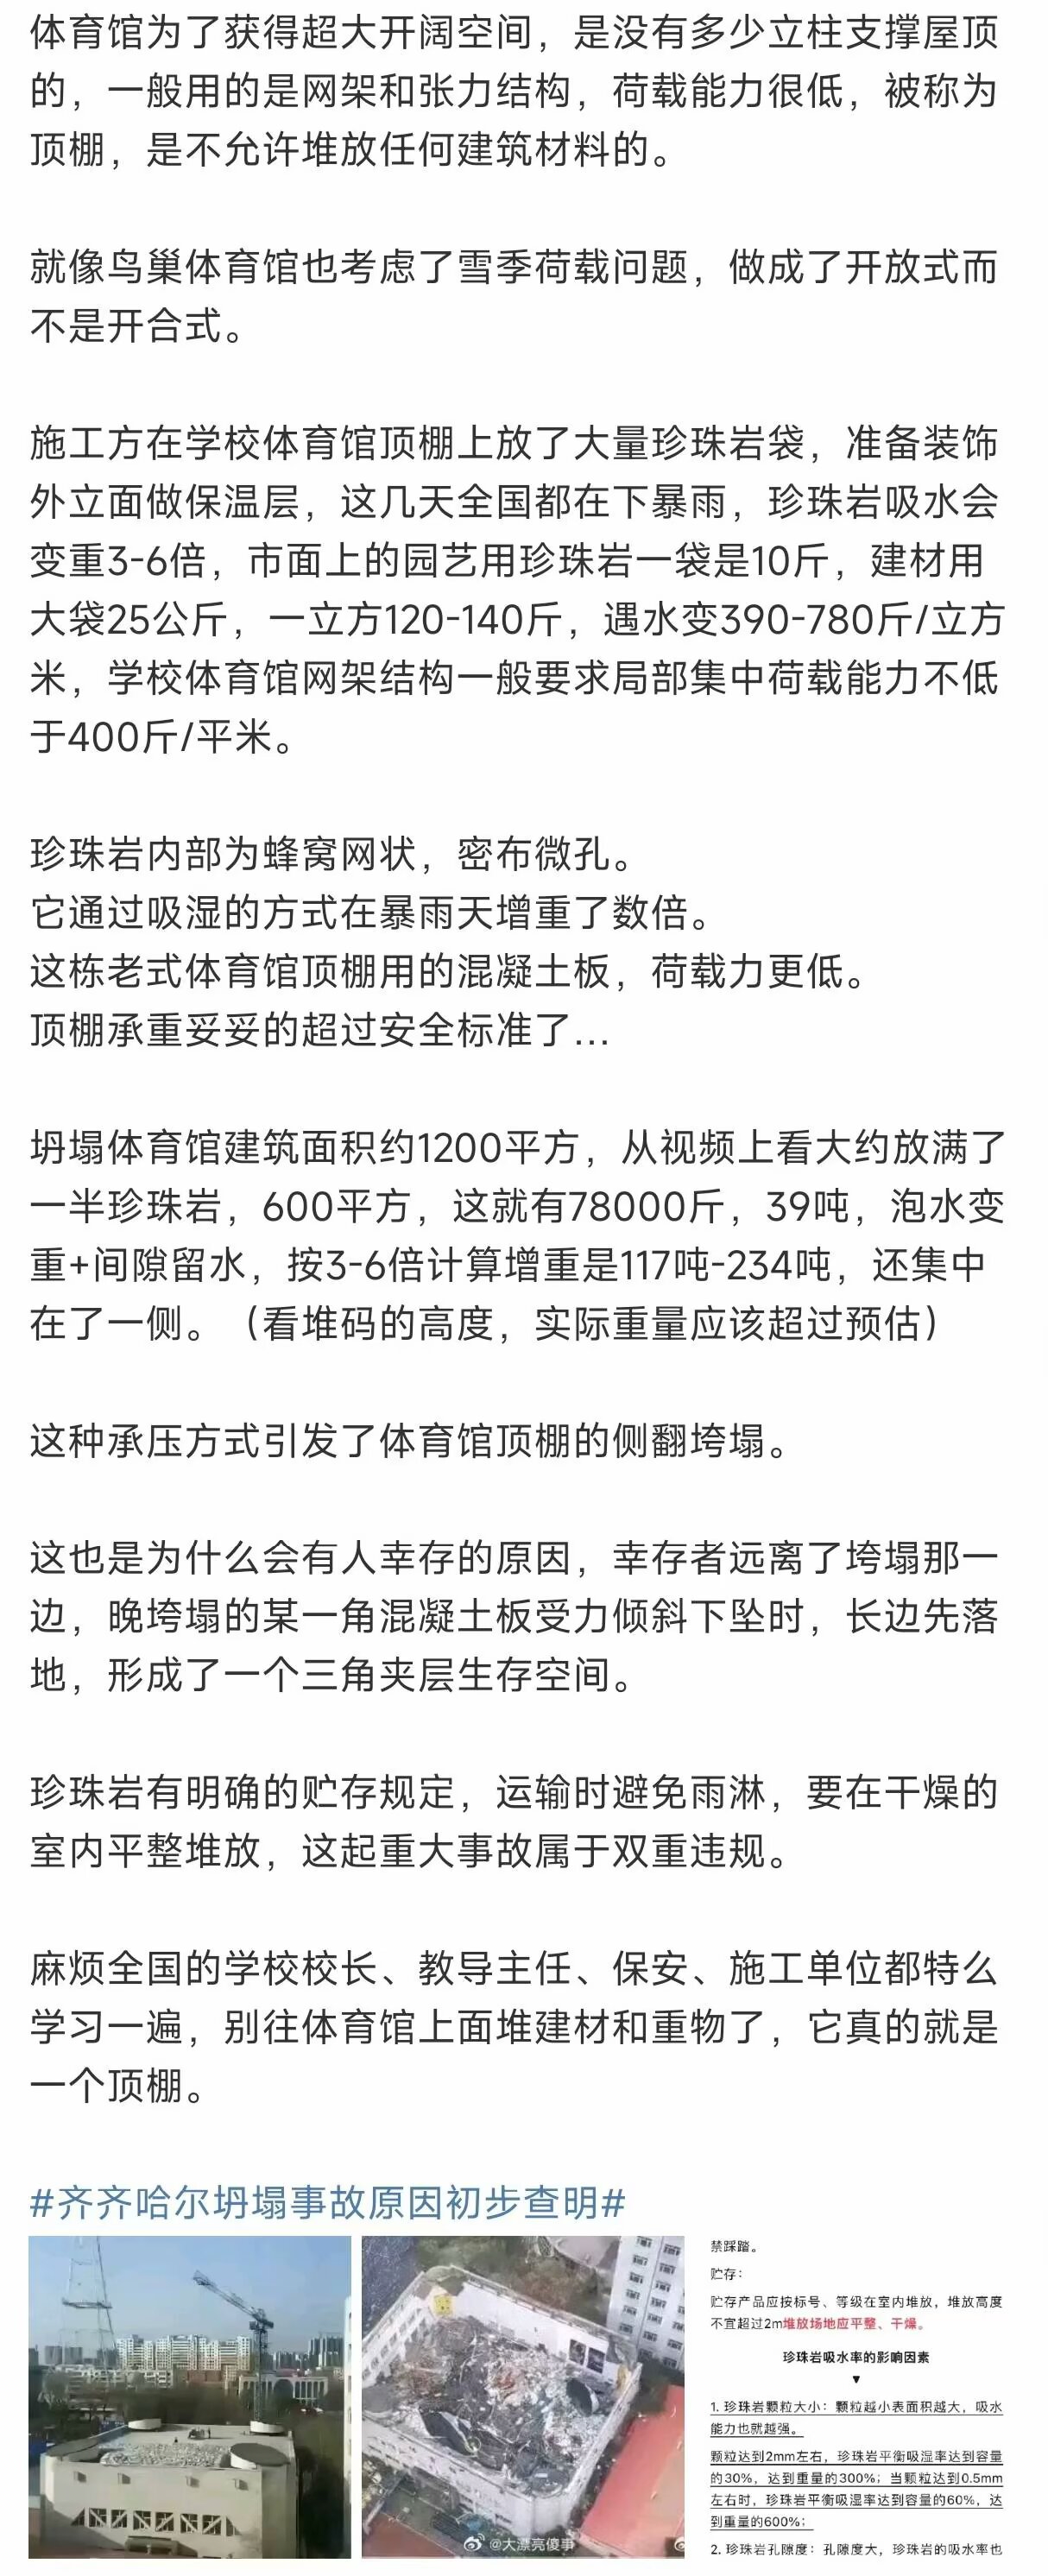 体育馆为了获得超大开阔空间，是没有多少立柱支撑屋顶
的，一般用的是网架和张力结构，荷载能力很低，被称为
顶棚，是不允许堆放任何建筑材料的。
就像鸟巢体育馆也考虑了雪季荷载问题，做成了开放式而
不是开合式。
施工方在学校体育馆顶棚上放了大量珍珠岩袋，准备装饰
外立面做保温层，这几天全国都在下暴雨，珍珠岩吸水会
变重3-6倍，市面上的园艺用珍珠岩一袋是10斤，建材用
大袋25公斤，一立方120-140斤，遇水变390-780斤/立方
米，学校体育馆网架结构一般要求局部集中荷载能力不低
于400斤/平米。
珍珠岩内部为蜂窝网状，密布微孔。
它通过吸湿的方式在暴雨天增重了数倍。
这栋老式体育馆顶棚用的混凝土板，荷载力更低。
顶棚承重妥妥的超过安全标准了...
坍塌体育馆建筑面积约1200平方，从视频上看大约放满了
一半珍珠岩，600平方，这就有78000斤，39吨，泡水变
重+间隙留水，按3-6倍计算增重是117吨-234吨，还集中
在了一侧。（看堆码的高度，实际重量应该超过预估）
这种承压方式引发了体育馆顶棚的侧翻垮塌。
这也是为什么会有人幸存的原因，幸存者远离了垮塌那一
边，晚垮塌的某一角混凝土板受力倾斜下坠时，长边先落
地，形成了一个三角夹层生存空间。
珍珠岩有明确的贮存规定，运输时避免雨淋，要在干燥的
室内平整堆放，这起重大事故属于双重违规。
麻烦全国的学校校长、教导主任、保安、施工单位都特么
学习一遍，别往体育馆上面堆建材和重物了，它真的就是
一个顶棚。
#齐齐哈尔坍塌事故原因初步查明#
@大漂亮傻事
禁踩踏。
贮存：
贮存产品应按标号、等级在室内堆放，堆放高度
不宜超过2m堆放场地应平整、干燥。
珍珠岩吸水率的影响因素
▼
1. 珍珠岩颗粒大小：颗粒越小表面积越大，吸水
能力也就越强。
颗粒达到2mm左右，珍珠岩平衡吸湿率达到容量
的30%，达到重量的300%；当颗粒达到0.5mm
左右时，珍珠岩平衡吸湿率达到容量的60%，达
到重量的600%；
2. 珍珠岩孔隙度：孔隙度大，珍珠岩的吸水率也